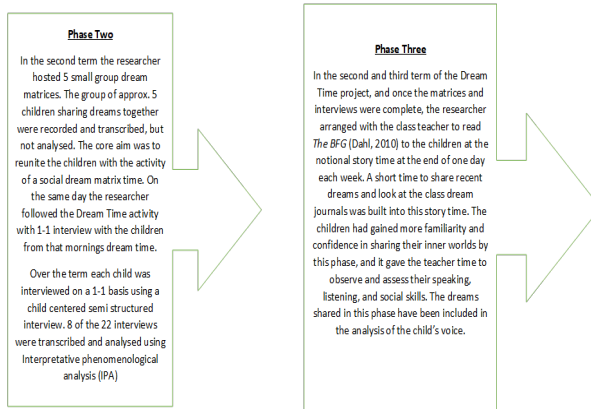 Phase Two
In the second term the researcher
hosted 5 small group dream
matrices. The group of approx. 5
children sharing dreams together
were recorded and transcribed, but
not analysed. The core aim was to
reunite the children with the activity
of a social dream matrix time. On
the same day the researcher
followed the Dream Time activity
with 1-1 interview with the children
from that mornings dream time.
Over the term each child was
interviewed on a 1-1 basis using a
child centered semi structured
interview. 8 of the 22 interviews
were transcribed and analysed using
Interpretative phenomenological
analysis (IPA)
Phase Three
In the second and third term of the Dream
Time project, and once the matrices and
interviews were complete, the researcher
arranged with the class teacher to read
The BFG (Dahl, 2010) to the children at the
notional story time at the end of one day
each week. A short time to share recent
dreams and look at the class dream
journals was built into this story time. The
children had gained more familiarity and
confidence in sharing their inner worlds by
this phase, and it gave the teacher time to
observe and assess their speaking,
listening, and social skills. The dreams
shared in this phase have been included in
the analysis of the child's voice.